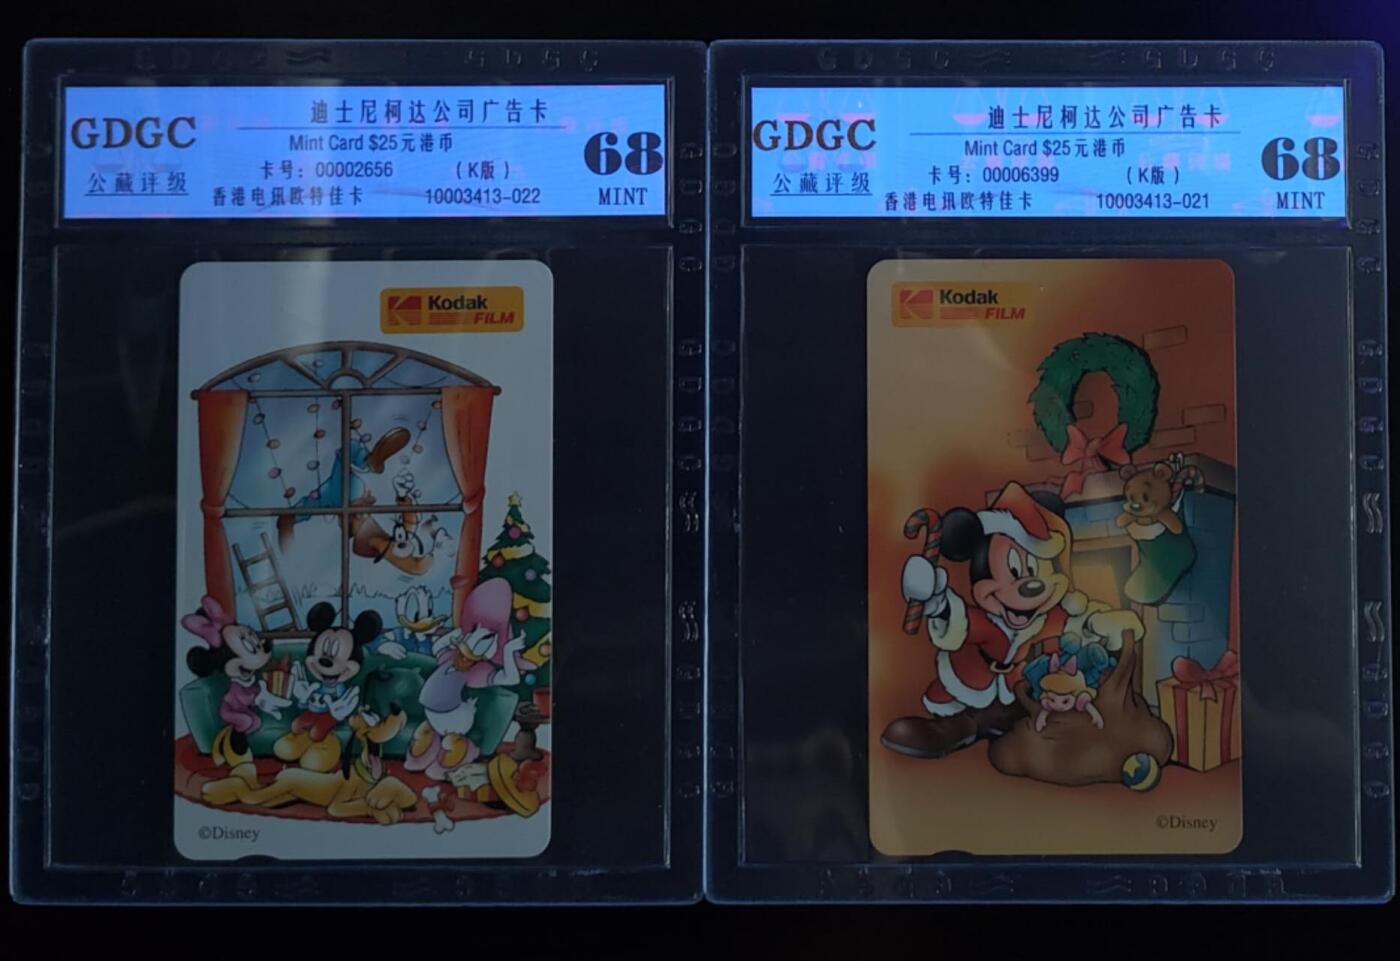 GDGC
公藏评级
迪士尼柯达公司广告卡
Mint Card $25元港币
卡号：00002656 （K版）
香港电讯欧特佳卡 10003413-022
68
MINT
Kodak
FILM
©Disney
GDGC
公藏评级
迪士尼柯达公司广告卡
Mint Card $25元港币
卡号：00006399 （K版）
香港电讯欧特佳卡 10003413-021
68
MINT
Kodak
FILM
©Disney